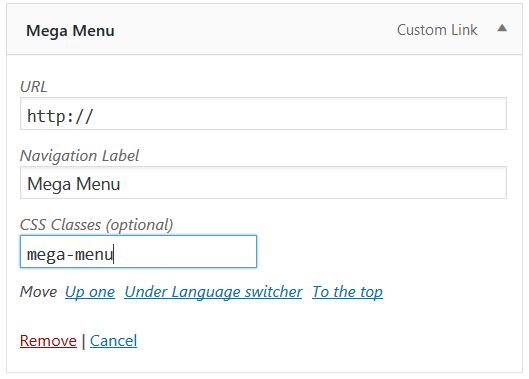 Mega Menu Custom Link
URL
http://
Navigation Label
Mega Menu
CSS Classes (optional)
mega-menu
Move Up one Under Language switcher To the top
Remove | Cancel